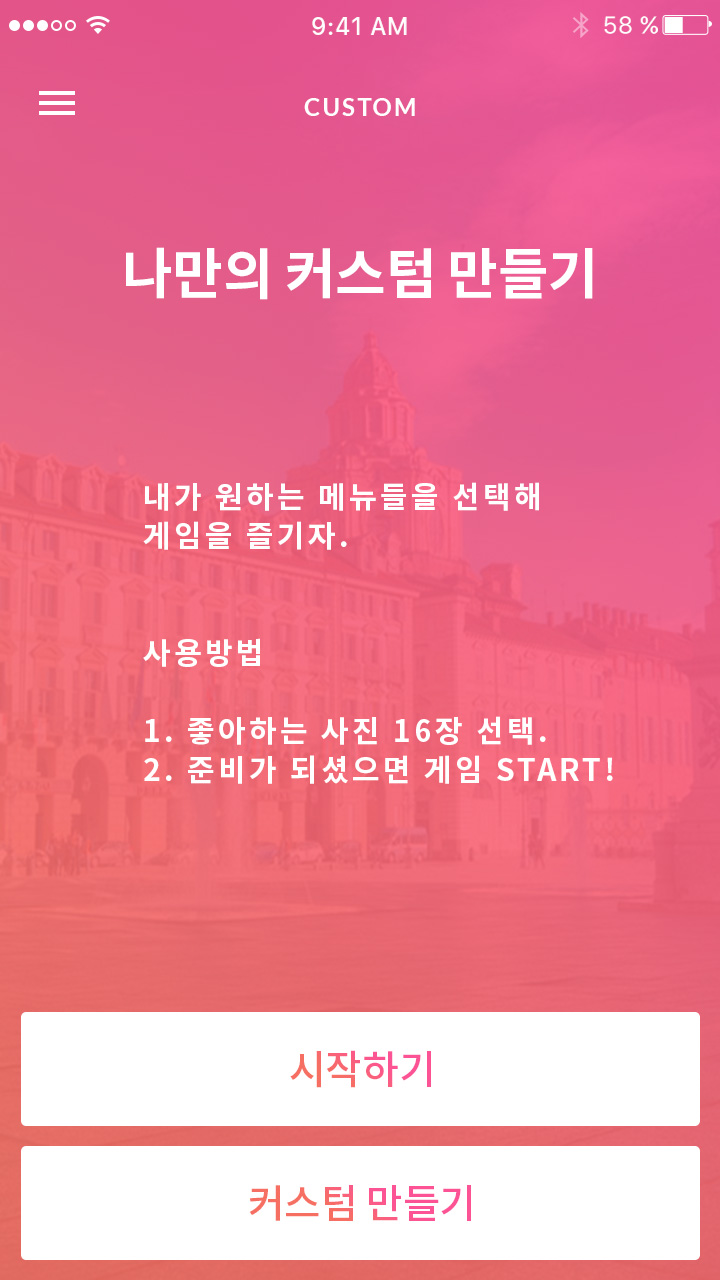 9:41 AM
58 %
CUSTOM
나만의 커스텀 만들기
내가 원하는 메뉴들을 선택해
게임을 즐기자.
사용방법
1. 좋아하는 사진 16장 선택.
2. 준비가 되셨으면 게임 START!
시작하기
커스텀 만들기